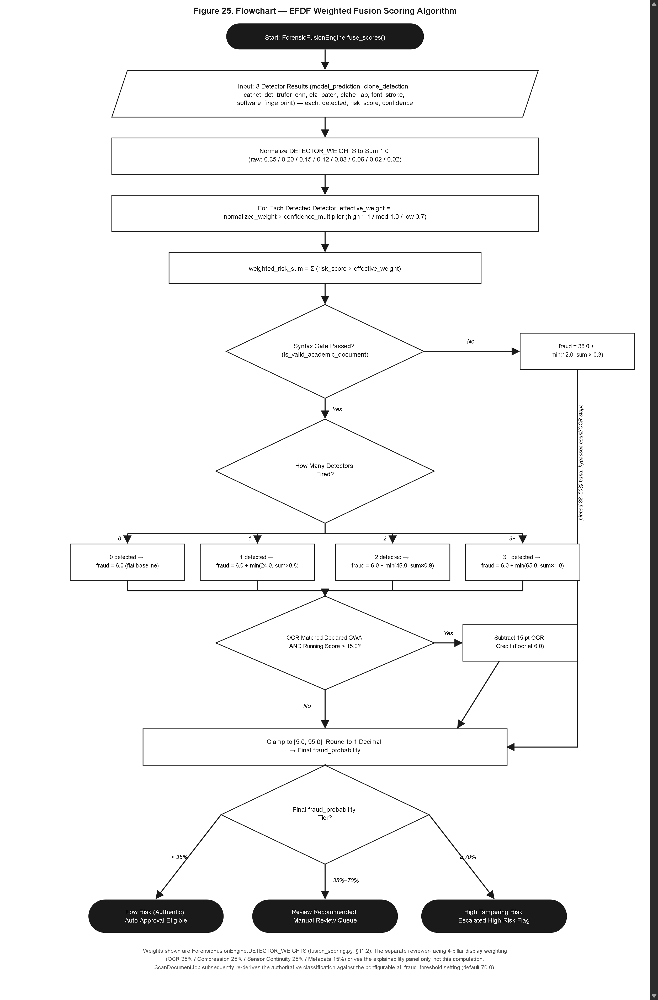 Figure 25. Flowchart — EFDF Weighted Fusion Scoring Algorithm
Start: ForensicFusionEngine.fuse_scores()
Input: 8 Detector Results (model_prediction, clone_detection,
catnet_dct, trufor_cnn, ela_patch, clahe_lab, font_stroke,
software_fingerprint) — each: detected, risk_score, confidence
Normalize DETECTOR_WEIGHTS to Sum 1.0
(raw: 0.35 / 0.20 / 0.15 / 0.12 / 0.08 / 0.06 / 0.02 / 0.02)
For Each Detected Detector: effective_weight =
normalized_weight × confidence_multiplier (high 1.1 / med 1.0 / low 0.7)
weighted_risk_sum = Σ (risk_score × effective_weight)
Syntax Gate Passed?
(is_valid_academic_document)
No
fraud = 38.0 +
min(12.0, sum × 0.3)
Yes
pinned 38–50% band, bypasses count/OCR steps
How Many Detectors
Fired?
0
1
2
3+
0 detected →
fraud = 6.0 (flat baseline)
1 detected →
fraud = 6.0 + min(24.0, sum×0.8)
2 detected →
fraud = 6.0 + min(46.0, sum×0.9)
3+ detected →
fraud = 6.0 + min(65.0, sum×1.0)
OCR Matched Declared GWA
AND Running Score > 15.0?
Yes
Subtract 15-pt OCR
Credit (floor at 6.0)
No
Clamp to [5.0, 95.0], Round to 1 Decimal
→ Final fraud_probability
Final fraud_probability
Tier?
< 35%
35%–70%
≥ 70%
Low Risk (Authentic)
Auto-Approval Eligible
Review Recommended
Manual Review Queue
High Tampering Risk
Escalated High-Risk Flag
Weights shown are ForensicFusionEngine.DETECTOR_WEIGHTS (fusion_scoring.py, §11.2). The separate reviewer-facing 4-pillar display weighting
(OCR 35% / Compression 25% / Sensor Continuity 25% / Metadata 15%) drives the explainability panel only, not this computation.
ScanDocumentJob subsequently re-derives the authoritative classification against the configurable ai_fraud_threshold setting (default 70.0).